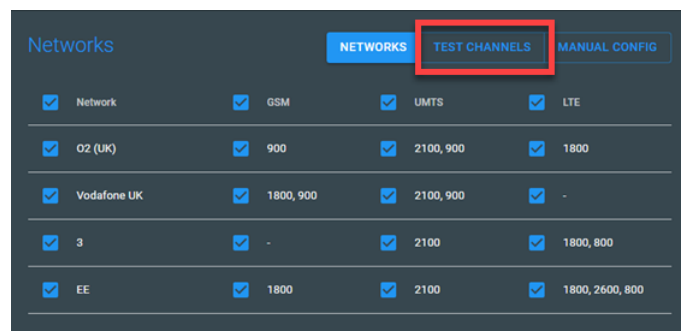 Networks NETWORKS TEST CHANNELS MANUAL CONFIG
Network GSM UMTS LTE
O2 (UK) 900 2100, 900 1800
Vodafone UK 1800, 900 2100, 900 -
3 - 2100 1800, 800
EE 1800 2100 1800, 2600, 800